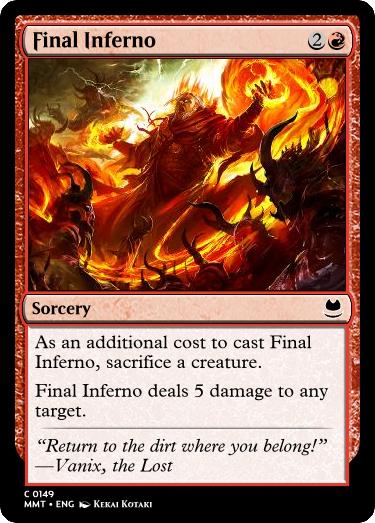 Final Inferno 2
Sorcery
As an additional cost to cast Final
Inferno, sacrifice a creature.
Final Inferno deals 5 damage to any
target.
“Return to the dirt where you belong!”
—Vanix, the Lost
C 0149
MMT • ENG Kekai Kotaki